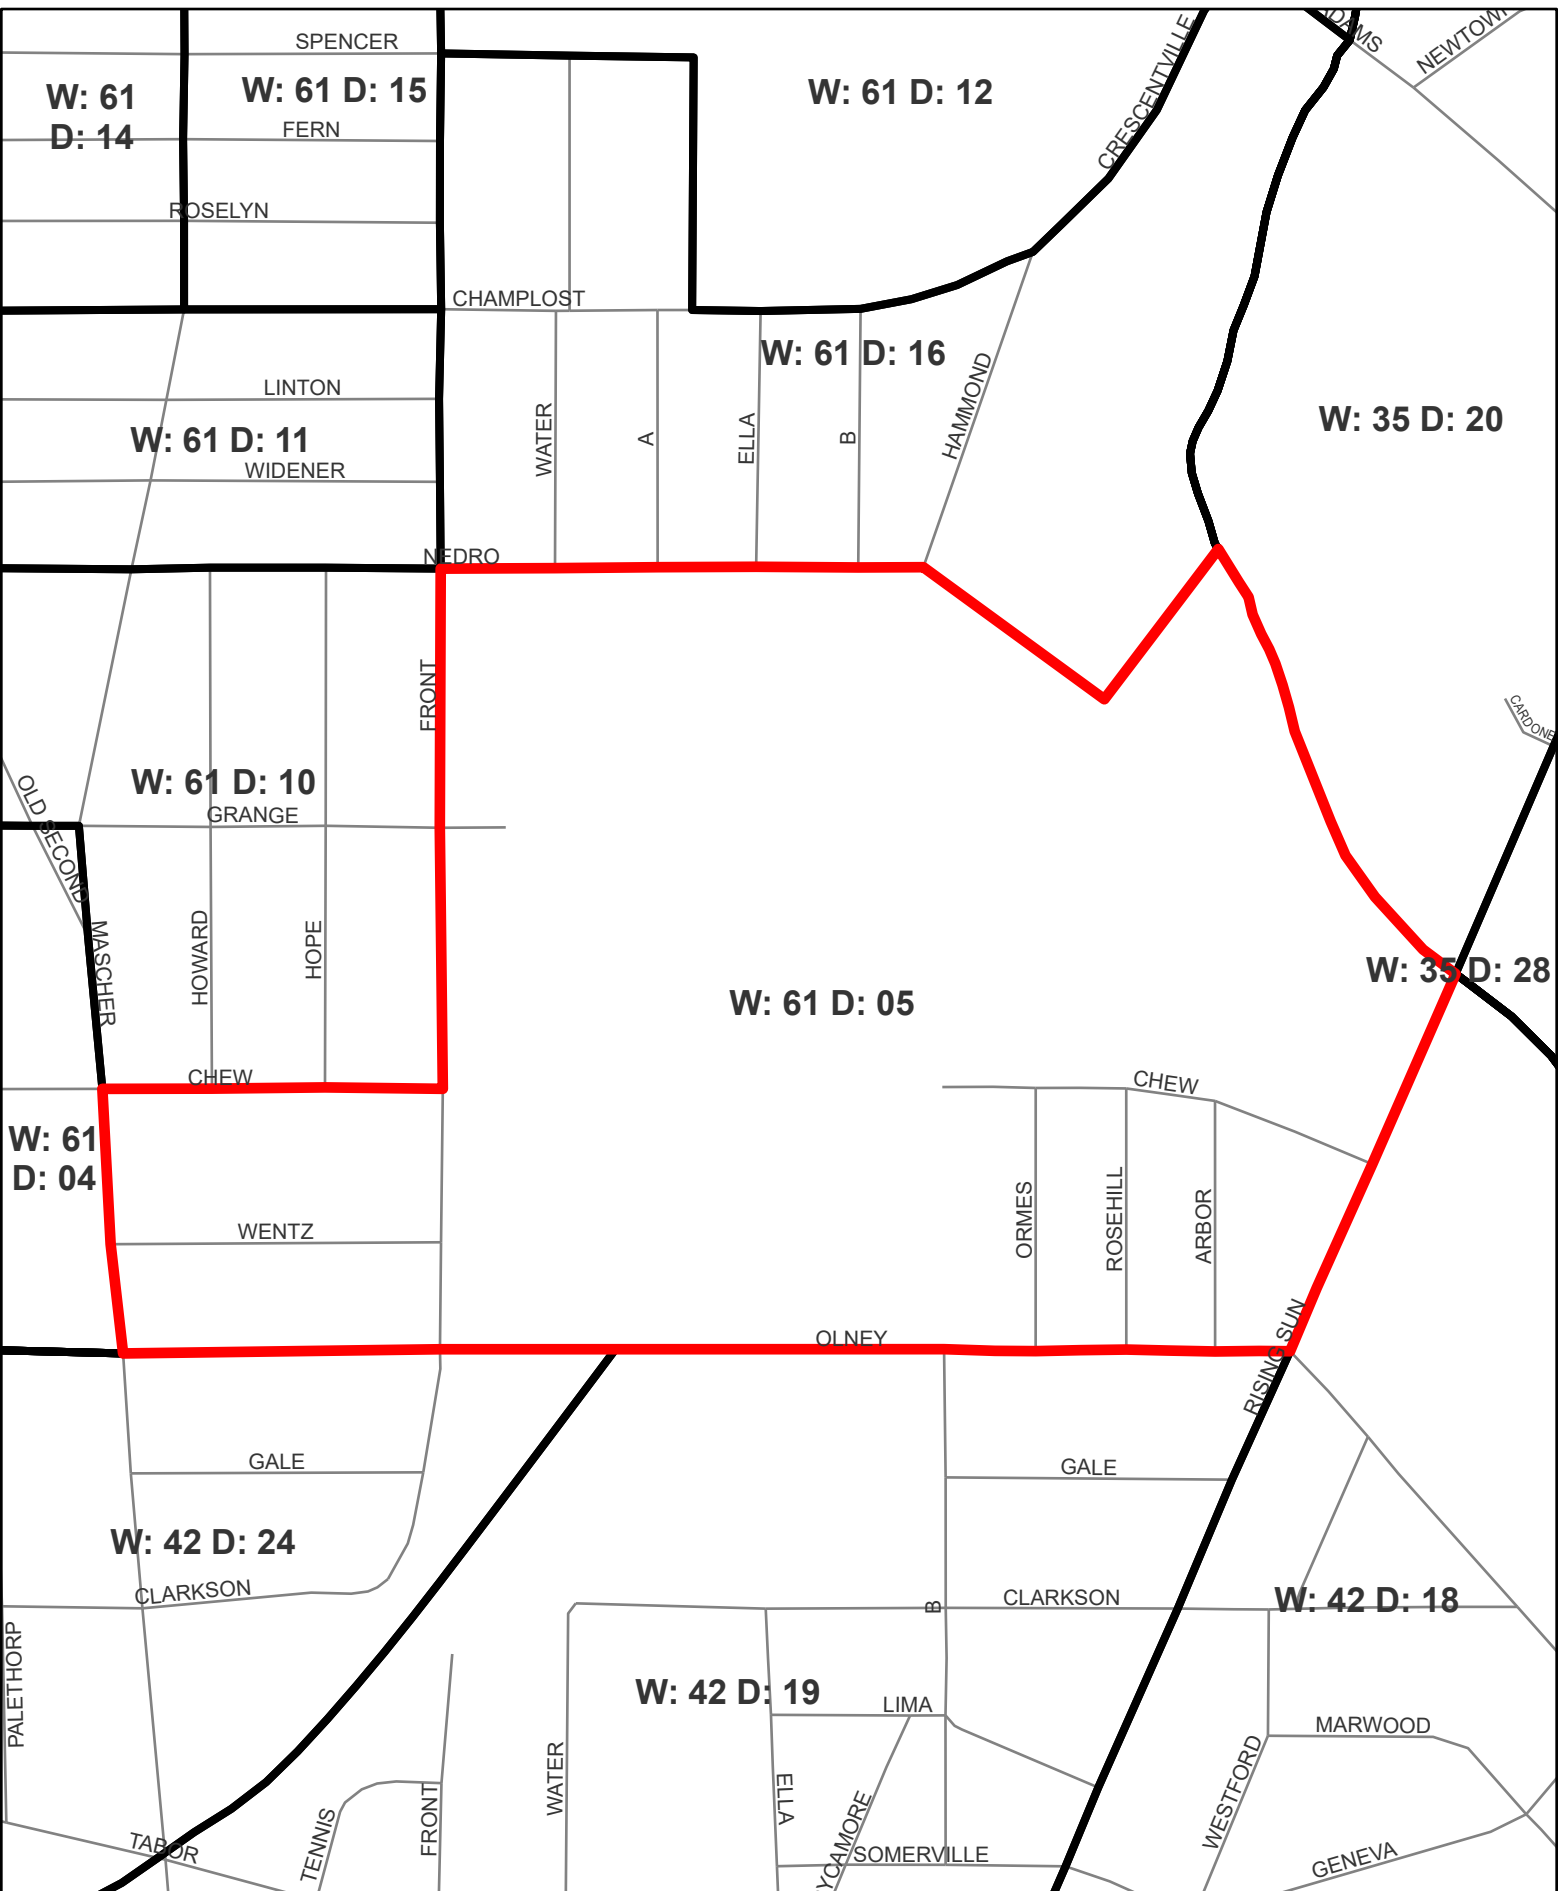 SPENCER
ADAMS
NEWTOWN
CRESCENTVILLE
W: 61
D: 14
W: 61 D: 15
W: 61 D: 12
FERN
ROSELYN
CHAMPLOST
W: 61 D: 16
LINTON
HAMMOND
W: 35 D: 20
W: 61 D: 11
WATER
A
ELLA
B
WIDENER
NEDRO
FRONT
CARDONE
W: 61 D: 10
OLD SECOND
GRANGE
MASCHER
HOWARD
HOPE
W: 35 D: 28
W: 61 D: 05
CHEW
CHEW
W: 61
D: 04
ORMES
ROSEHILL
ARBOR
WENTZ
OLNEY
RISING SUN
GALE
GALE
W: 42 D: 24
CLARKSON
B
CLARKSON
W: 42 D: 18
PALETHORP
W: 42 D: 19
LIMA
MARWOOD
WATER
ELLA
YCAMORE
WESTFORD
TABOR
TENNIS
FRONT
SOMERVILLE
GENEVA